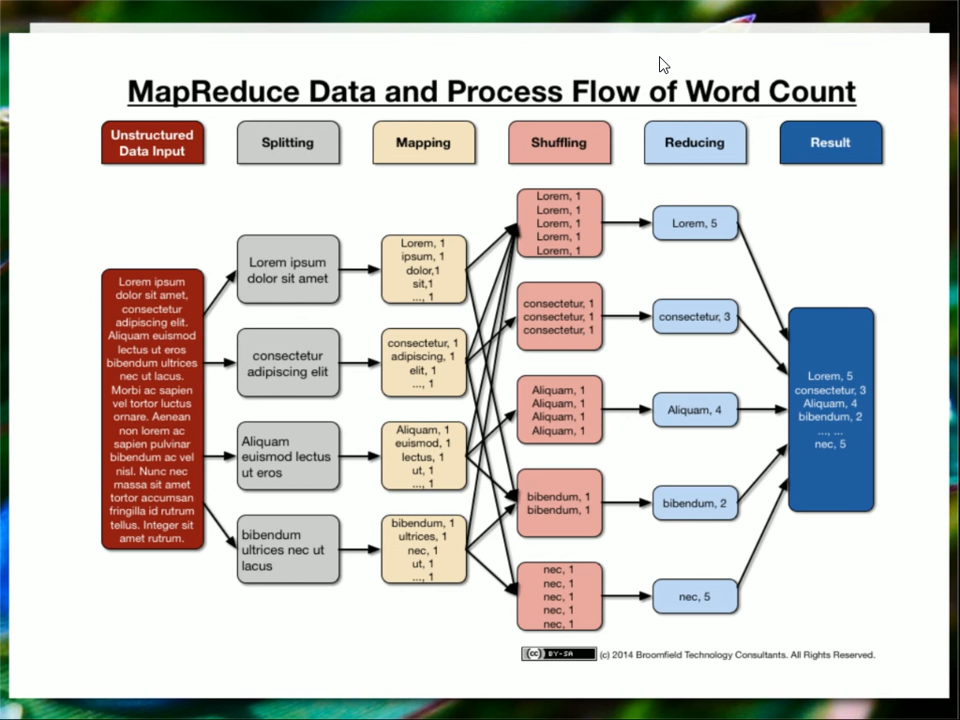 MapReduce Data and Process Flow of Word Count
Unstructured
Data Input
Splitting
Mapping
Shuffling
Reducing
Result
Lorem ipsum
dolor sit amet,
consectetur
adipiscing elit.
Aliquam euismod
lectus ut eros
bibendum ultrices
nec ut lacus.
Morbi ac sapien
vel tortor luctus
ornare. Aenean
non lorem ac
sapien pulvinar
bibendum ac vel
nisl. Nunc nec
massa sit amet
tortor accumsan
fringilla id rutrum
tellus. Integer sit
amet rutrum.
Lorem ipsum
dolor sit amet
consectetur
adipiscing elit
Aliquam
euismod lectus
ut eros
bibendum
ultrices nec ut
lacus
Lorem, 1
ipsum, 1
dolor,1
sit,1
..., 1
consectetur, 1
adipiscing, 1
elit, 1
..., 1
Aliquam, 1
euismod, 1
lectus, 1
ut, 1
..., 1
bibendum, 1
ultrices, 1
nec, 1
ut, 1
..., 1
Lorem, 1
Lorem, 1
Lorem, 1
Lorem, 1
Lorem, 1
consectetur, 1
consectetur, 1
consectetur, 1
Aliquam, 1
Aliquam, 1
Aliquam, 1
Aliquam, 1
bibendum, 1
bibendum, 1
nec, 1
nec, 1
nec, 1
nec, 1
nec, 1
Lorem, 5
consectetur, 3
Aliquam, 4
bibendum, 2
nec, 5
Lorem, 5
consectetur, 3
Aliquam, 4
bibendum, 2
..., ...
nec, 5
cc BY-SA (c) 2014 Broomfield Technology Consultants. All Rights Reserved.